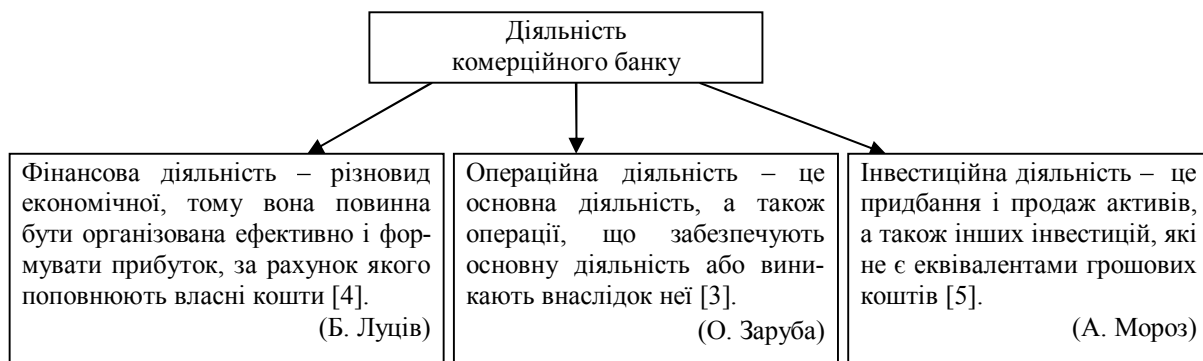 Діяльність
комерційного банку
Фінансова діяльність – різновид
економічної, тому вона повинна
бути організована ефективно і фор-
мувати прибуток, за рахунок якого
поповнюють власні кошти [4].
(Б. Луців)
Операційна діяльність – це
основна діяльність, а також
операції, що забезпечують
основну діяльність або вини-
кають внаслідок неї [3].
(О. Заруба)
Інвестиційна діяльність – це
придбання і продаж активів,
а також інших інвестицій, які
не є еквівалентами грошових
коштів [5].
(А. Мороз)